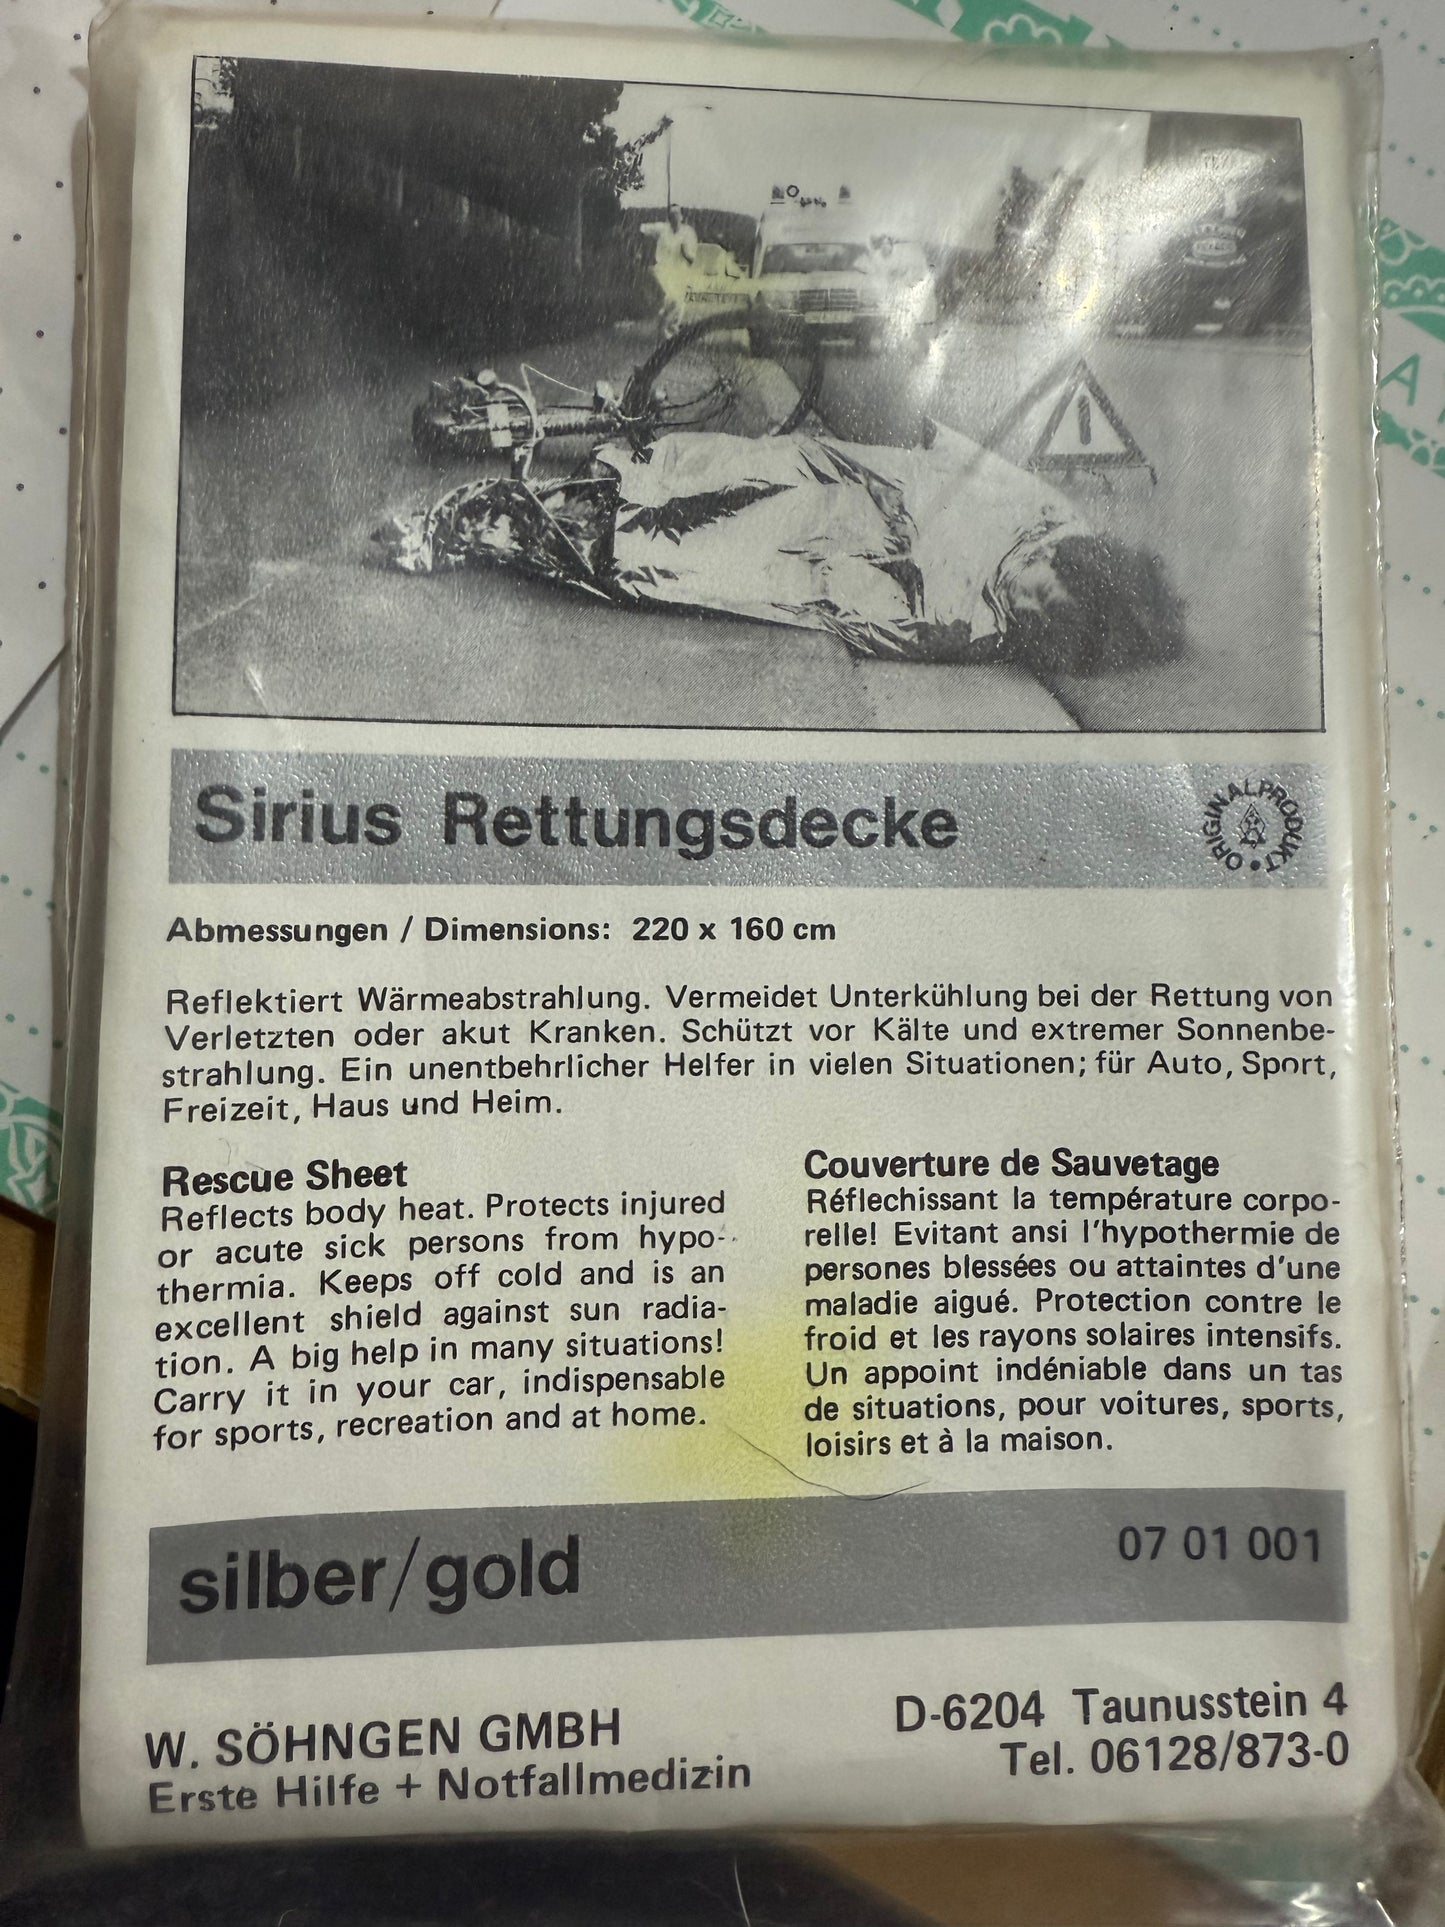 Sirius Rettungsdecke
ORIGINALPRODUKT
Abmessungen / Dimensions: 220 x 160 cm
Reflektiert Wärmeabstrahlung. Vermeidet Unterkühlung bei der Rettung von
Verletzten oder akut Kranken. Schützt vor Kälte und extremer Sonnenbe-
strahlung. Ein unentbehrlicher Helfer in vielen Situationen; für Auto, Sport,
Freizeit, Haus und Heim.
Rescue Sheet
Reflects body heat. Protects injured
or acute sick persons from hypo-
thermia. Keeps off cold and is an
excellent shield against sun radia-
tion. A big help in many situations!
Carry it in your car, indispensable
for sports, recreation and at home.
Couverture de Sauvetage
Réflechissant la température corpo-
relle! Evitant ansi l'hypothermie de
persones blessées ou attaintes d'une
maladie aigué. Protection contre le
froid et les rayons solaires intensifs.
Un appoint indéniable dans un tas
de situations, pour voitures, sports,
loisirs et à la maison.
silber/gold
07 01 001
W. SÖHNGEN GMBH
Erste Hilfe + Notfallmedizin
D-6204 Taunusstein 4
Tel. 06128/873-0